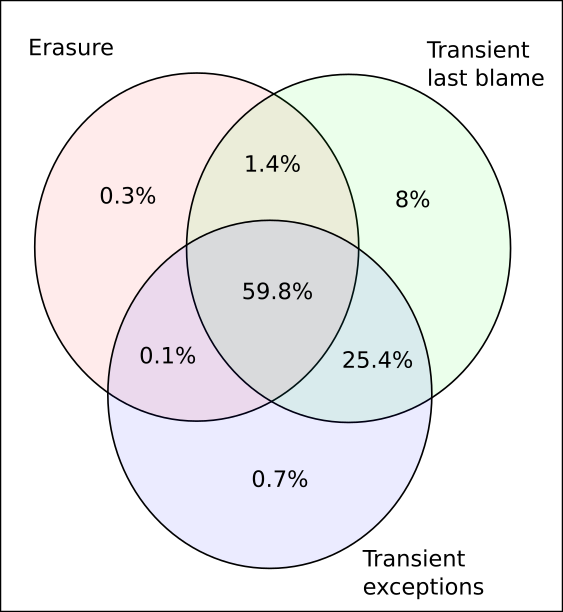 Erasure
Transient
last blame
1.4%
0.3%
8%
59.8%
0.1%
25.4%
0.7%
Transient
exceptions